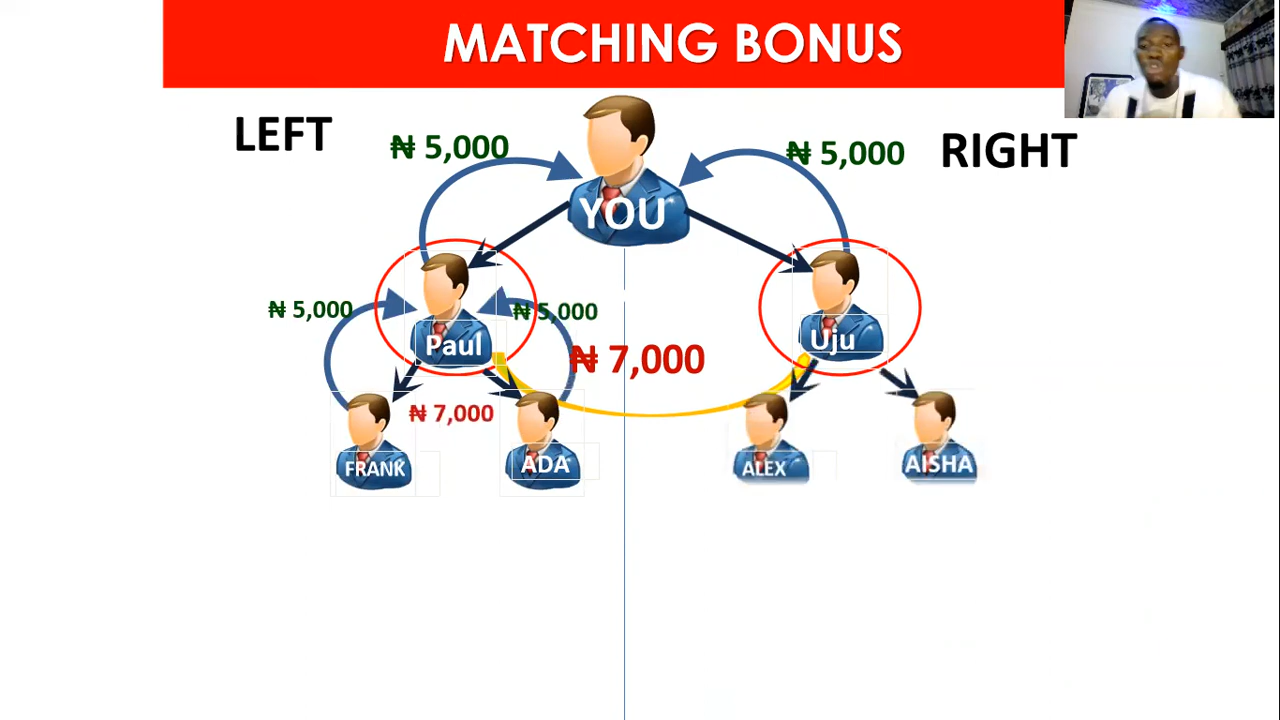 MATCHING BONUS
LEFT
₦ 5,000
₦ 5,000
RIGHT
YOU
₦ 5,000
₦ 5,000
Paul
₦ 7,000
Uju
₦ 7,000
FRANK
ADA
ALEX
AISHA